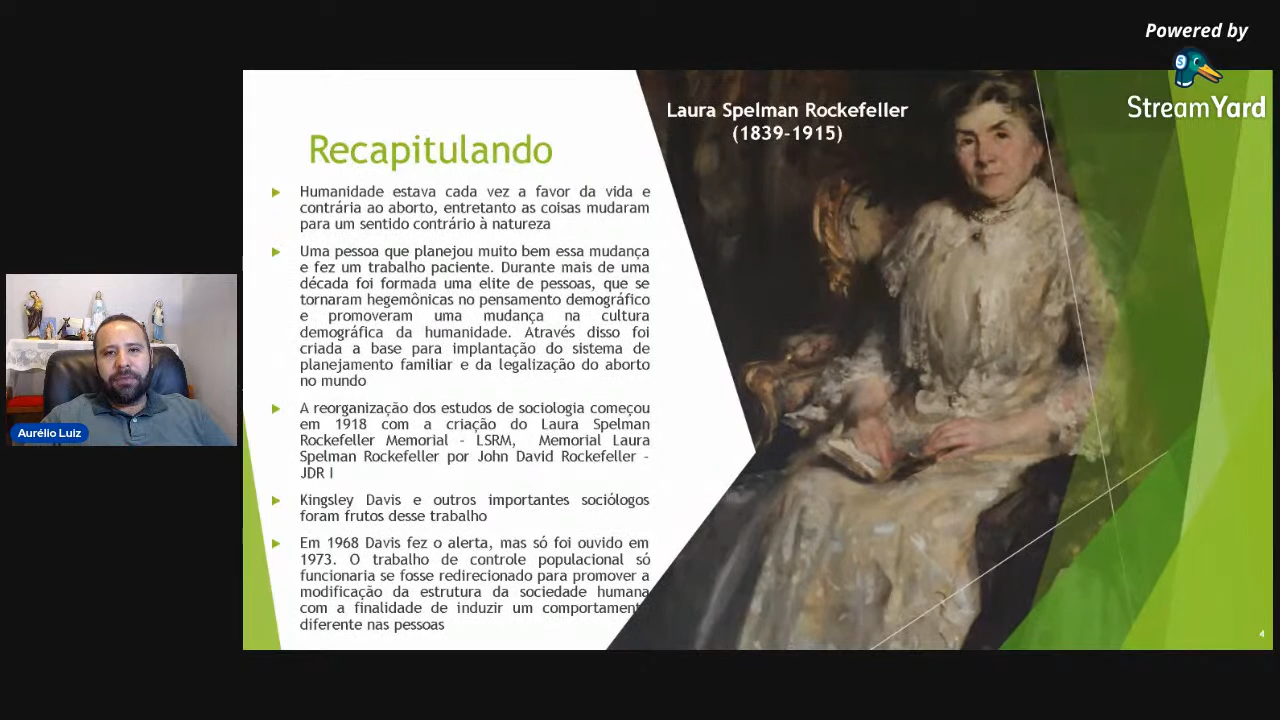 Powered by
StreamYard
Laura Spelman Rockefeller
(1839-1915)
Recapitulando
Humanidade estava cada vez a favor da vida e
contrária ao aborto, entretanto as coisas mudaram
para um sentido contrário à natureza
Uma pessoa que planejou muito bem essa mudança
e fez um trabalho paciente. Durante mais de uma
década foi formada uma elite de pessoas, que se
tornaram hegemônicas no pensamento demográfico
e promoveram uma mudança na cultura
demográfica da humanidade. Através disso foi
criada a base para implantação do sistema de
planejamento familiar e da legalização do aborto
no mundo
A reorganização dos estudos de sociologia começou
em 1918 com a criação do Laura Spelman
Rockefeller Memorial - LSRM, Memorial Laura
Spelman Rockefeller por John David Rockefeller -
JDR I
Kingsley Davis e outros importantes sociólogos
foram frutos desse trabalho
Em 1968 Davis fez o alerta, mas só foi ouvido em
1973. O trabalho de controle populacional só
funcionaria se fosse redirecionado para promover a
modificação da estrutura da sociedade humana
com a finalidade de induzir um comportamento
diferente nas pessoas
Aurélio Luiz
4